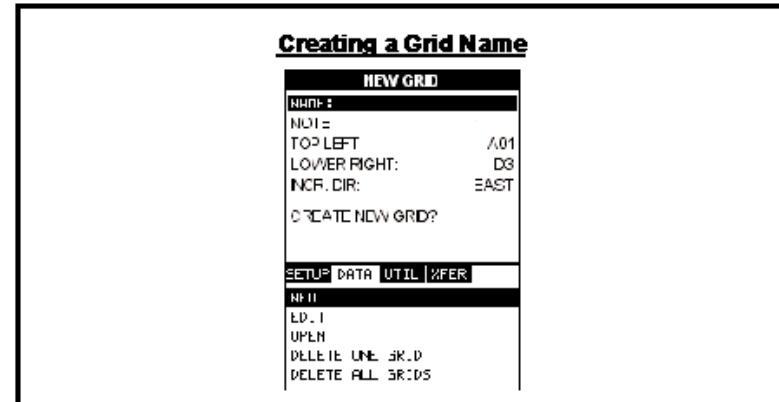 Creating a Grid Name
NEW GRID
NAME:
NOTE
TOP LEFT A01
LOWER RIGHT: D3
INCR. DIR: EAST
CREATE NEW GRID?
SETUP DATA UTIL XFER
NEW
EDIT
OPEN
DELETE ONE GRID
DELETE ALL GRIDS